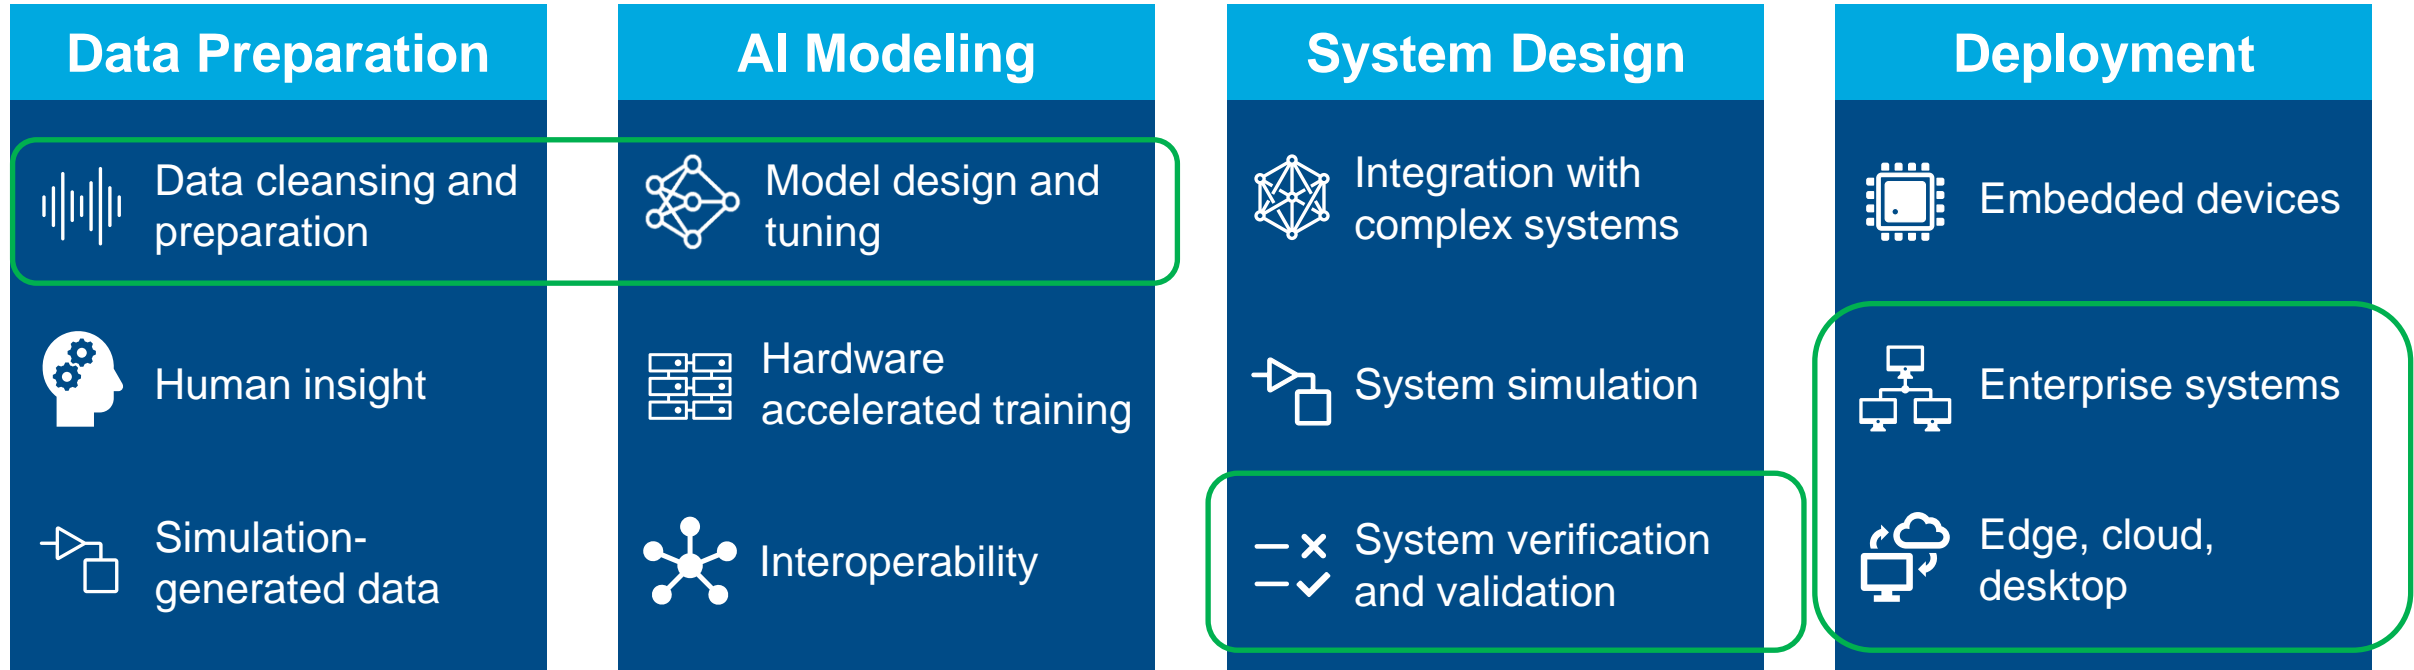 Data Preparation
Data cleansing and
preparation
Human insight
Simulation-
generated data
AI Modeling
Model design and
tuning
Hardware
accelerated training
Interoperability
System Design
Integration with
complex systems
System simulation
System verification
and validation
Deployment
Embedded devices
Enterprise systems
Edge, cloud,
desktop